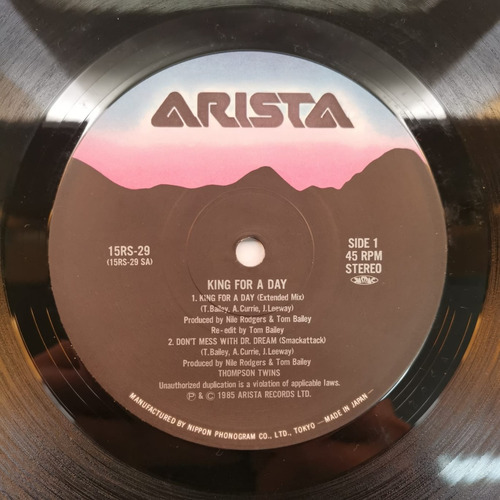 ARISTA
15RS-29
(15RS-29 SA)
SIDE 1
45 RPM
STEREO
KING FOR A DAY
1. KING FOR A DAY (Extended Mix)
(T. Bailey, A. Currie, J. Leeway)
Produced by Nile Rodgers & Tom Bailey
Re-edit by Tom Bailey
2. DON'T MESS WITH DR. DREAM (Smackattack)
(T. Bailey, A. Currie, J. Leeway)
Produced by Nile Rodgers & Tom Bailey
THOMPSON TWINS
Unauthorized duplication is a violation of applicable laws.
℗ & © 1985 ARISTA RECORDS LTD.
MANUFACTURED BY NIPPON PHONOGRAM CO., LTD., TOKYO —MADE IN JAPAN—